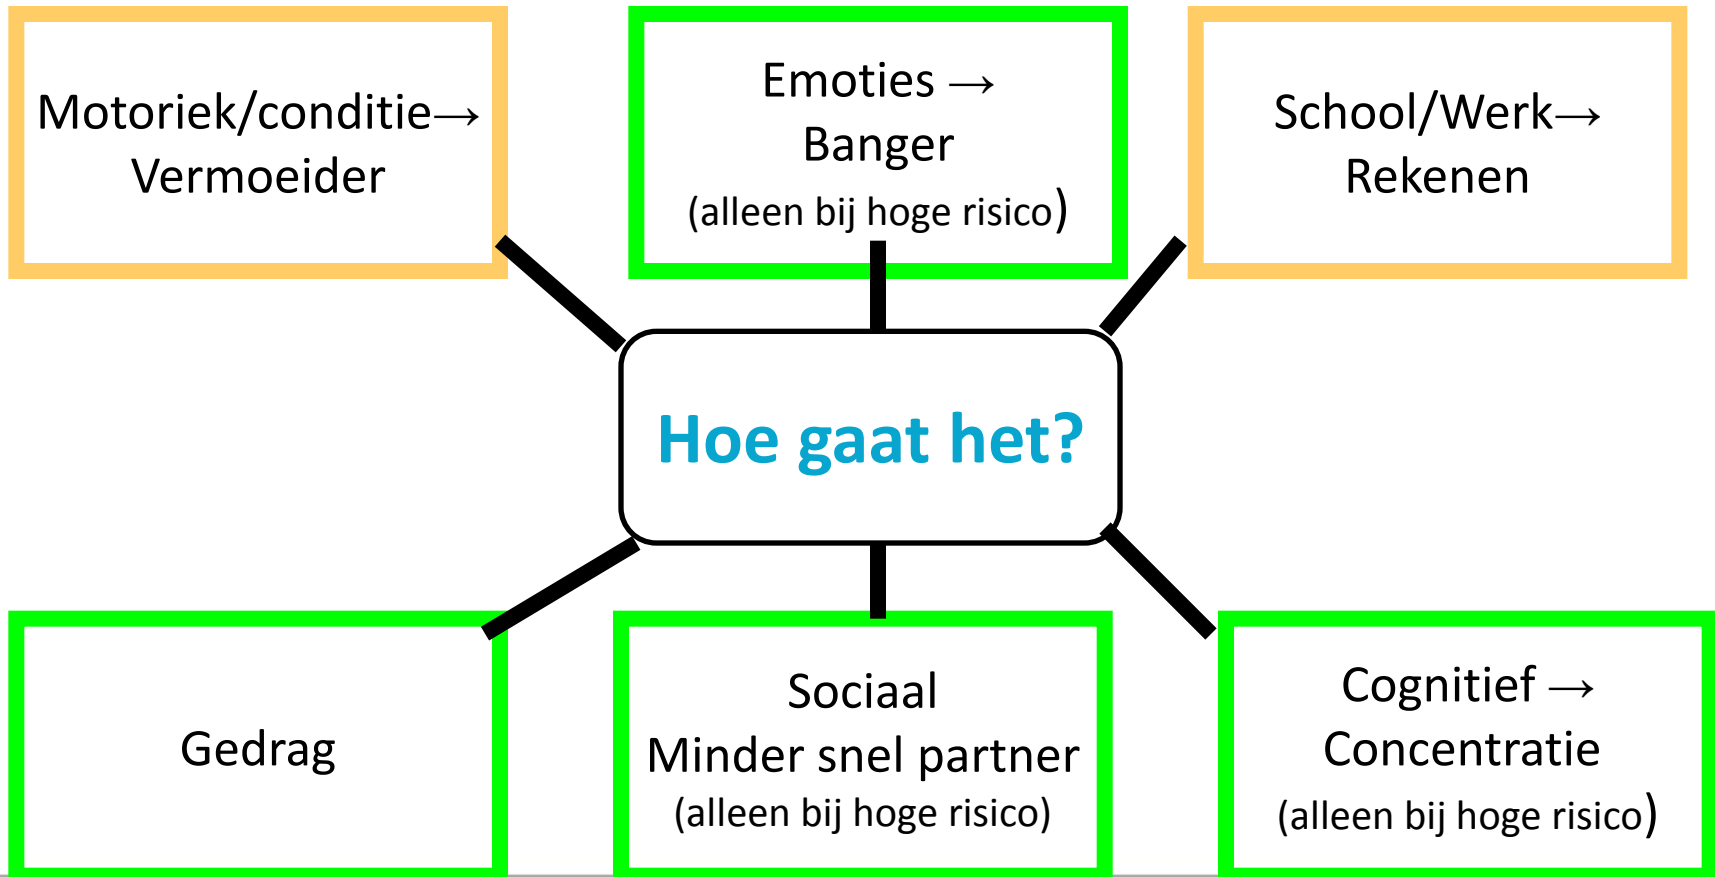 Motoriek/conditie→
Vermoeider
Emoties →
Banger
(alleen bij hoge risico)
School/Werk→
Rekenen
Hoe gaat het?
Gedrag
Sociaal
Minder snel partner
(alleen bij hoge risico)
Cognitief →
Concentratie
(alleen bij hoge risico)